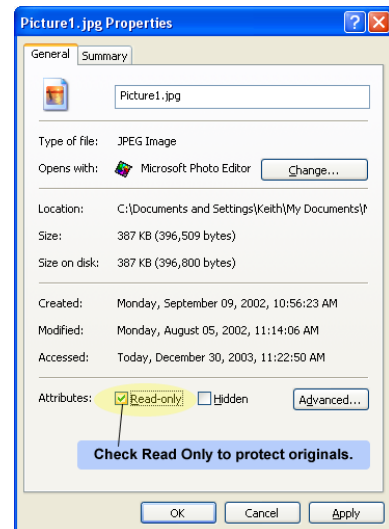 Picture1.jpg Properties
General Summary
Picture1.jpg
Type of file: JPEG Image
Opens with: Microsoft Photo Editor Change...
Location: C:\Documents and Settings\Keith\My Documents\
Size: 387 KB (396,509 bytes)
Size on disk: 387 KB (396,800 bytes)
Created: Monday, September 09, 2002, 10:56:23 AM
Modified: Monday, August 05, 2002, 11:14:06 AM
Accessed: Today, December 30, 2003, 11:22:50 AM
Attributes: Read-only Hidden Advanced...
Check Read Only to protect originals.
OK Cancel Apply